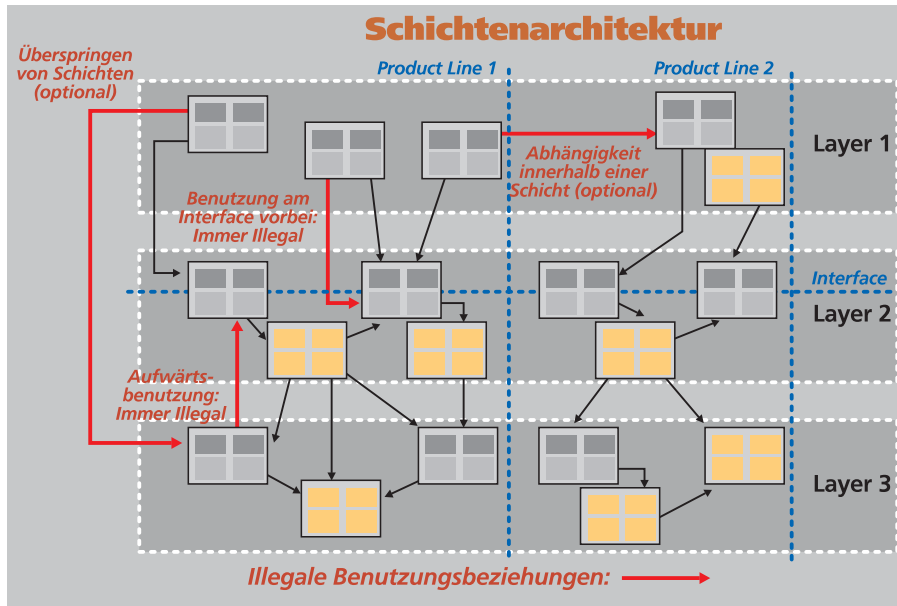 Schichtenarchitektur
Überspringen
von Schichten
(optional)
Product Line 1
Product Line 2
Layer 1
Abhängigkeit
innerhalb einer
Schicht (optional)
Benutzung am
Interface vorbei:
Immer Illegal
Interface
Layer 2
Aufwärts-
benutzung:
Immer Illegal
Layer 3
Illegale Benutzungsbeziehungen: